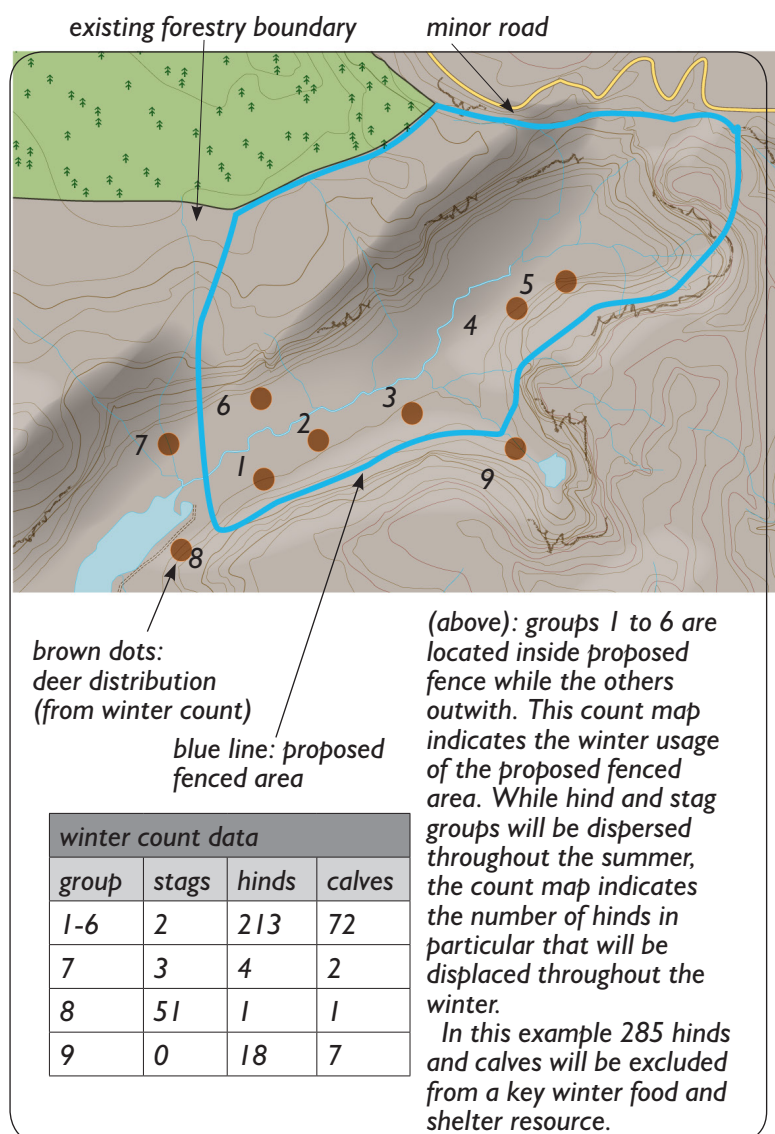 existing forestry boundary
minor road
5
4
3
6
2
7
1
9
8
brown dots:
deer distribution
(from winter count)
blue line: proposed
fenced area
(above): groups 1 to 6 are
located inside proposed
fence while the others
outwith. This count map
indicates the winter usage
of the proposed fenced
area. While hind and stag
groups will be dispersed
throughout the summer,
the count map indicates
the number of hinds in
particular that will be
displaced throughout the
winter.
In this example 285 hinds
and calves will be excluded
from a key winter food and
shelter resource.
winter count data
group stags hinds calves
1-6 2 213 72
7 3 4 2
8 51 1 1
9 0 18 7